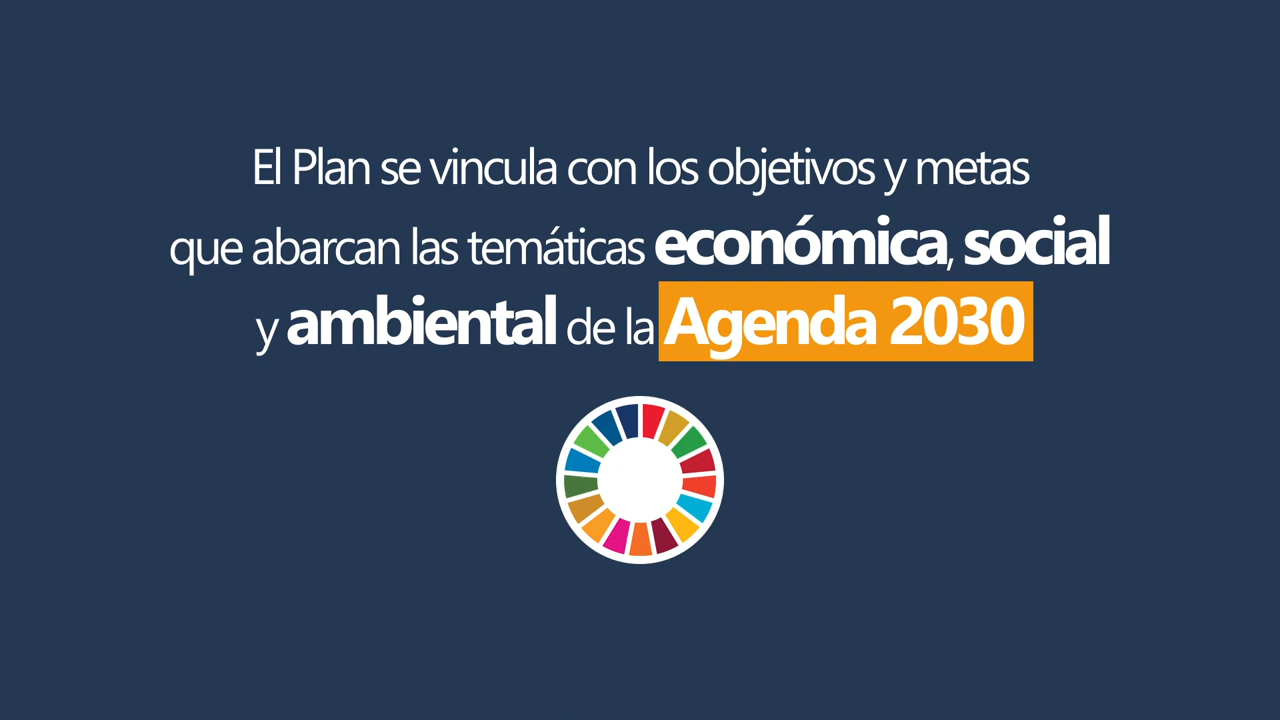 El Plan se vincula con los objetivos y metas
que abarcan las temáticas económica, social
y ambiental de la Agenda 2030